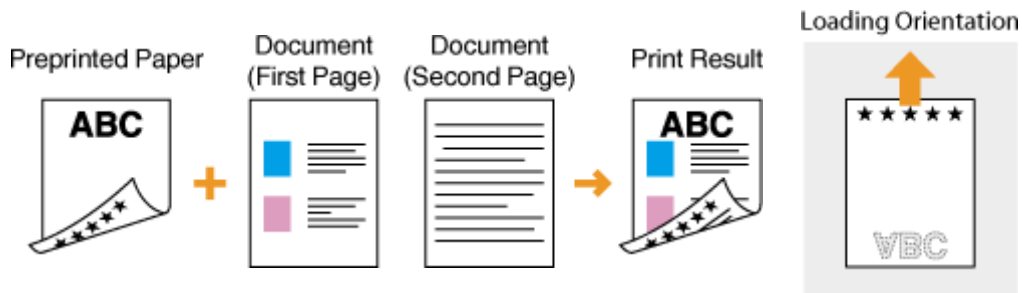 Loading Orientation
Preprinted Paper
Document
(First Page)
Document
(Second Page)
Print Result
ABC
ABC
ABC